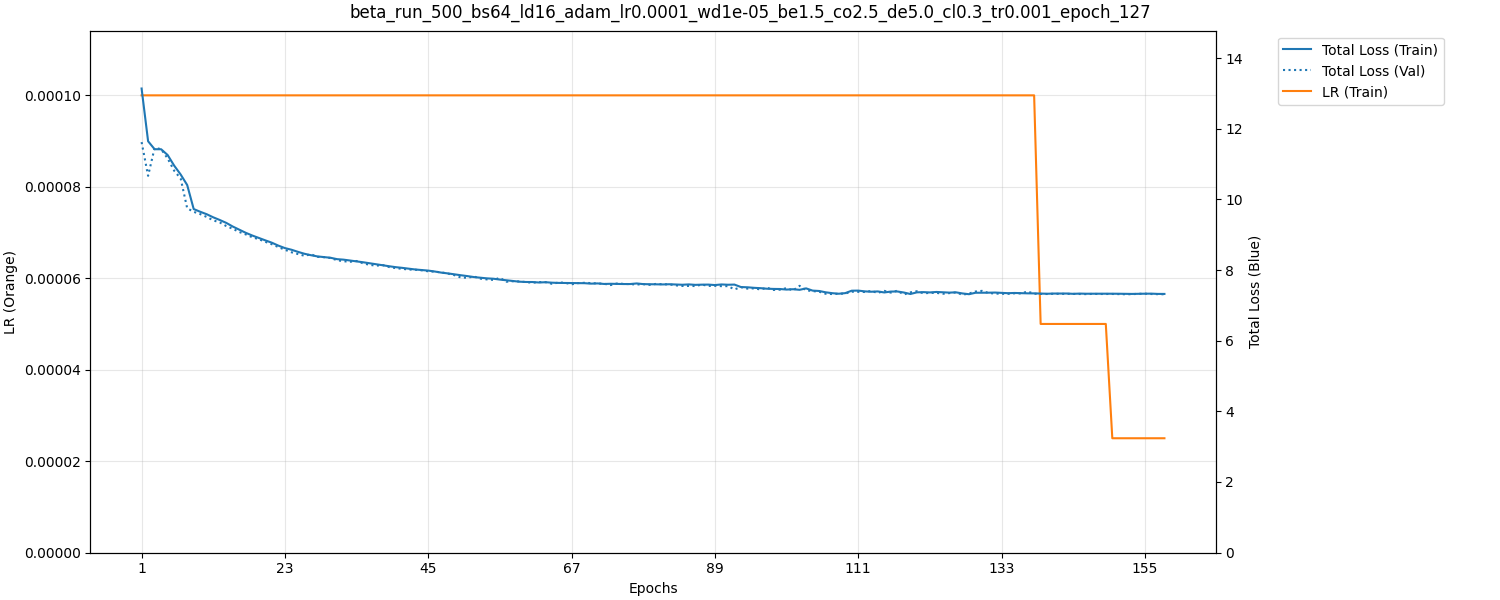 beta_run_500_bs64_ld16_adam_lr0.0001_wd1e-05_be1.5_co2.5_de5.0_cl0.3_tr0.001_epoch_127
Total Loss (Train)
Total Loss (Val)
LR (Train)
LR (Orange)
0.00010
0.00008
0.00006
0.00004
0.00002
0.00000
14
12
10
8
6
4
2
0
Total Loss (Blue)
1 23 45 67 89 111 133 155
Epochs